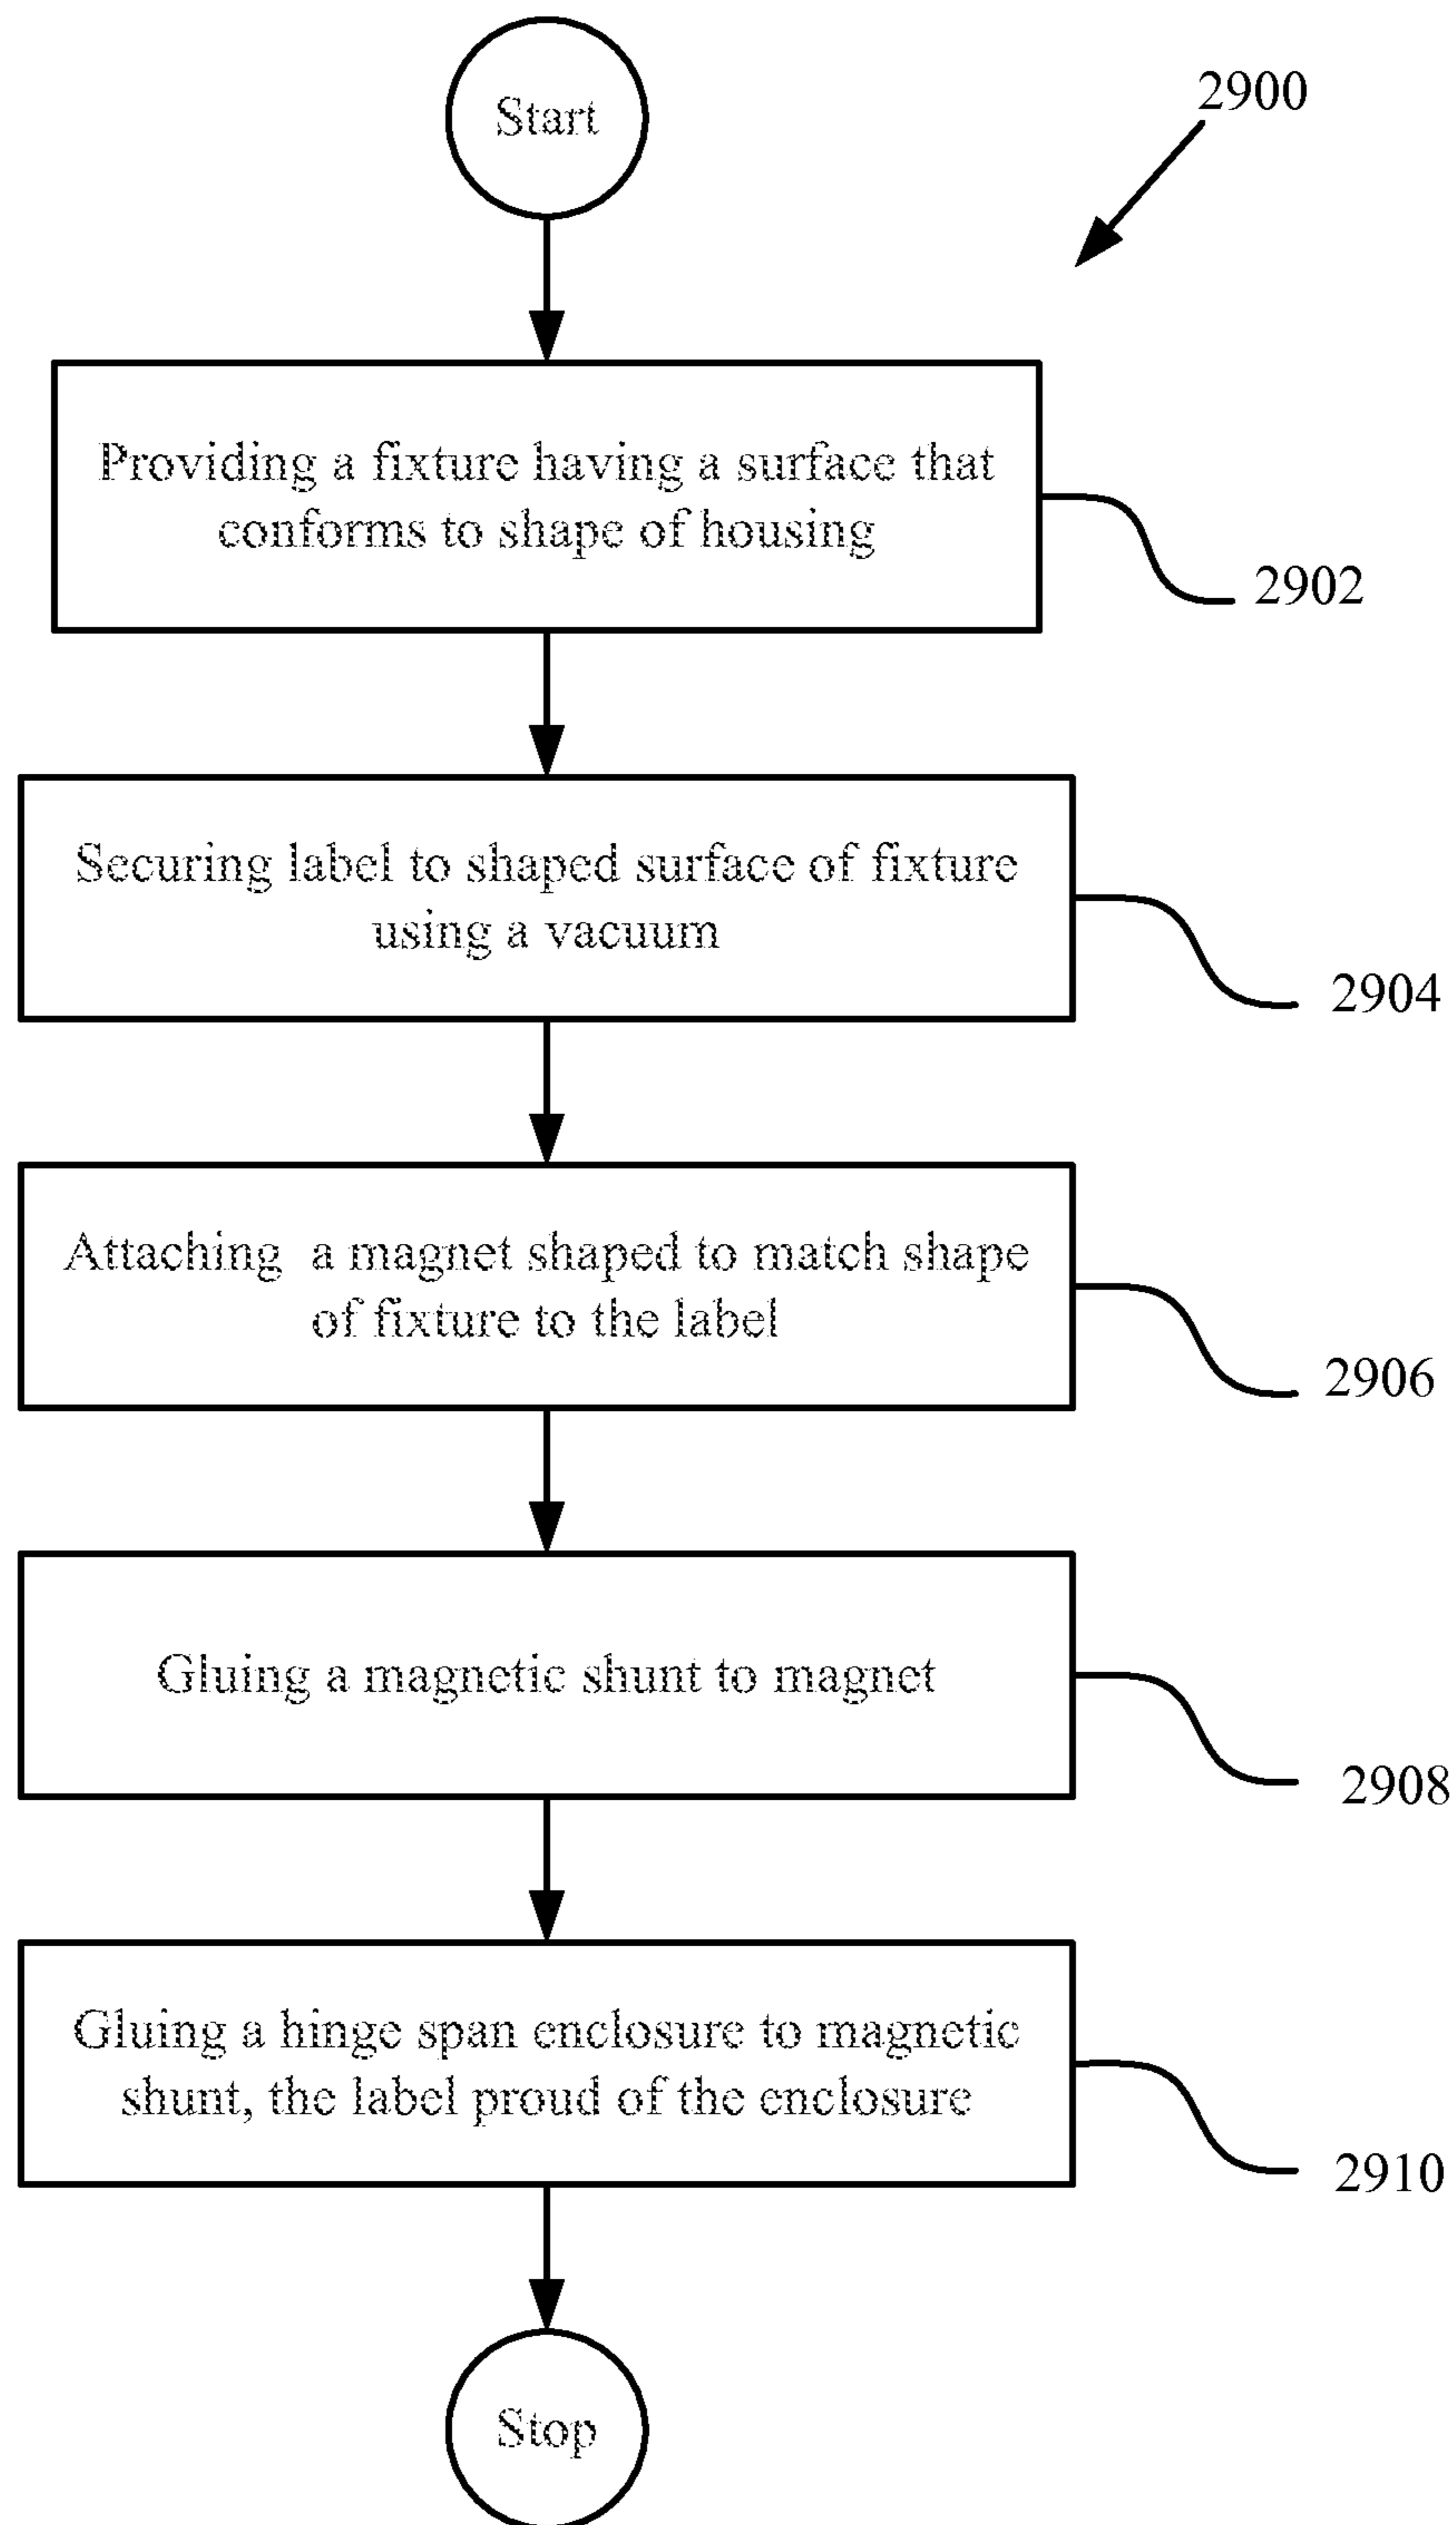 Start
2900
Providing a fixture having a surface that
conforms to shape of housing
2902
Securing label to shaped surface of fixture
using a vacuum
2904
Attaching a magnet shaped to match shape
of fixture to the label
2906
Gluing a magnetic shunt to magnet
2908
Gluing a hinge span enclosure to magnetic
shunt, the label proud of the enclosure
2910
Stop